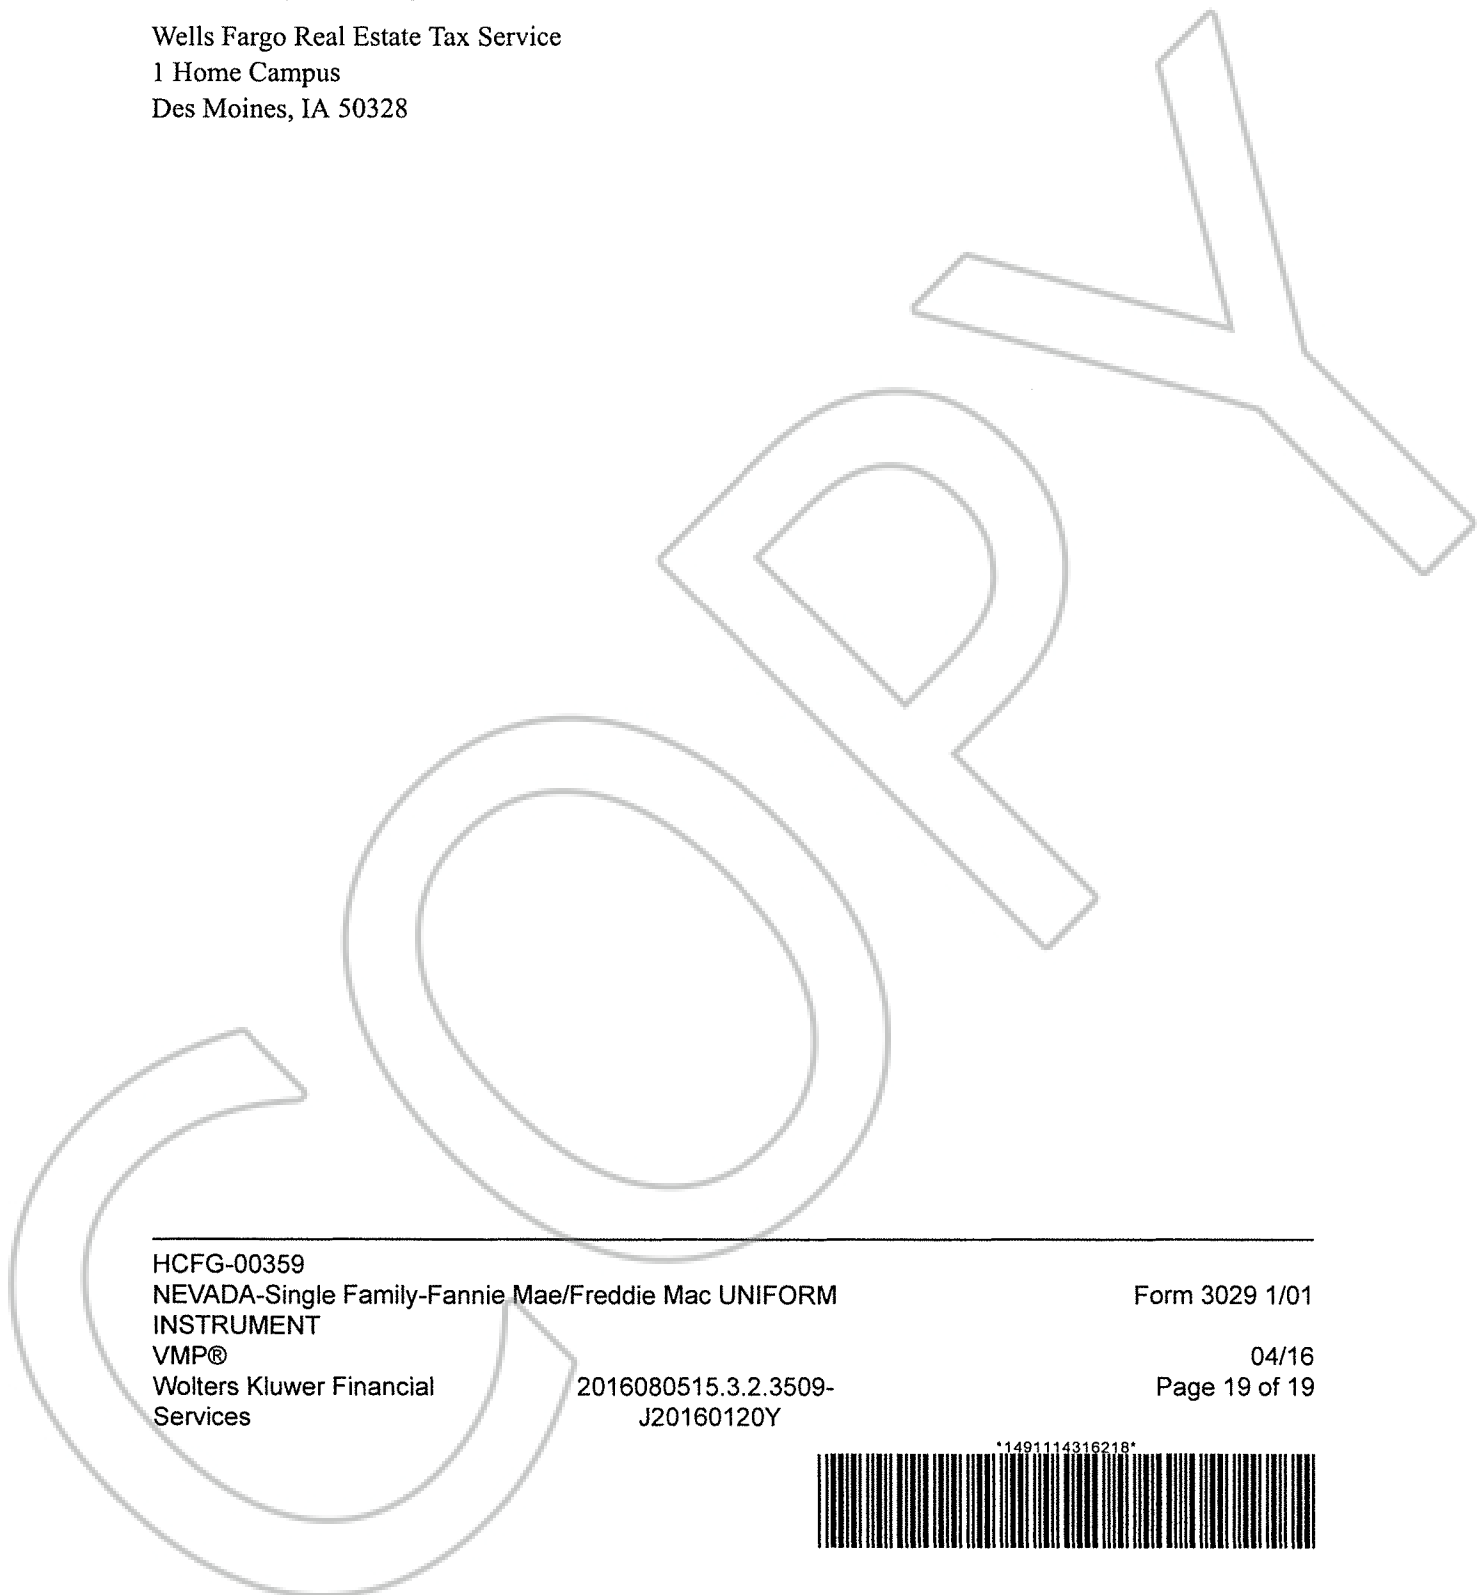 Wells Fargo Real Estate Tax Service
1 Home Campus
Des Moines, IA 50328
COPY
HCFG-00359
NEVADA-Single Family-Fannie Mae/Freddie Mac UNIFORM
INSTRUMENT
Form 3029 1/01
VMP®
04/16
Wolters Kluwer Financial
Services
2016080515.3.2.3509-
J20160120Y
Page 19 of 19
*1491114316218*